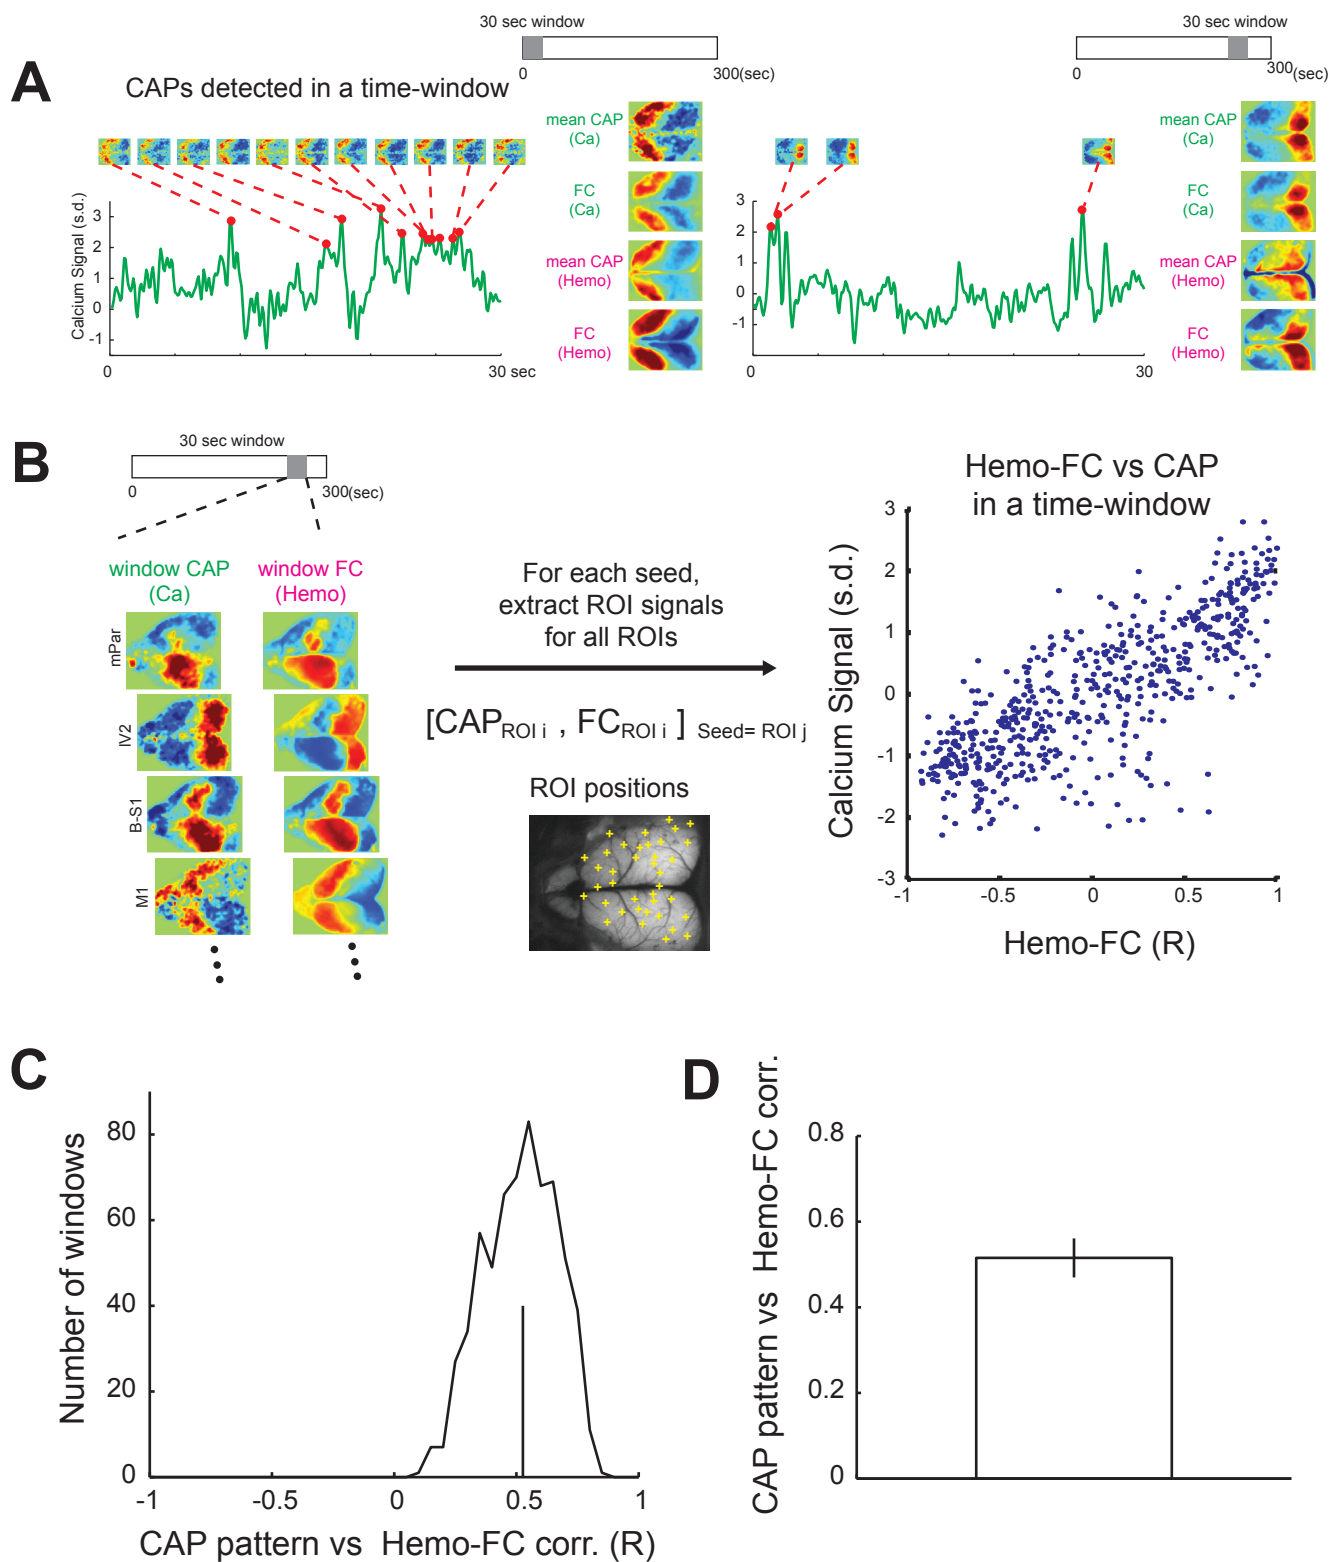 30 sec window
0
300(sec)
30 sec window
0
300(sec)
A
CAPs detected in a time-window
mean CAP
(Ca)
FC
(Ca)
mean CAP
(Hemo)
FC
(Hemo)
mean CAP
(Ca)
FC
(Ca)
mean CAP
(Hemo)
FC
(Hemo)
Calcium Signal (s.d.)
3
2
1
0
-1
0
30 sec
3
2
1
0
-1
0
30
B
30 sec window
0
300(sec)
window CAP
(Ca)
window FC
(Hemo)
mPar
lV2
B-S1
M1
For each seed,
extract ROI signals
for all ROIs
[CAP ROI i , FC ROI i ] Seed= ROI j
ROI positions
Hemo-FC vs CAP
in a time-window
Calcium Signal (s.d.)
3
2
1
0
-1
-2
-3
-1
-0.5
0
0.5
1
Hemo-FC (R)
C
Number of windows
80
60
40
20
0
-1
-0.5
0
0.5
1
CAP pattern vs Hemo-FC corr. (R)
D
CAP pattern vs Hemo-FC corr.
0.8
0.6
0.4
0.2
0